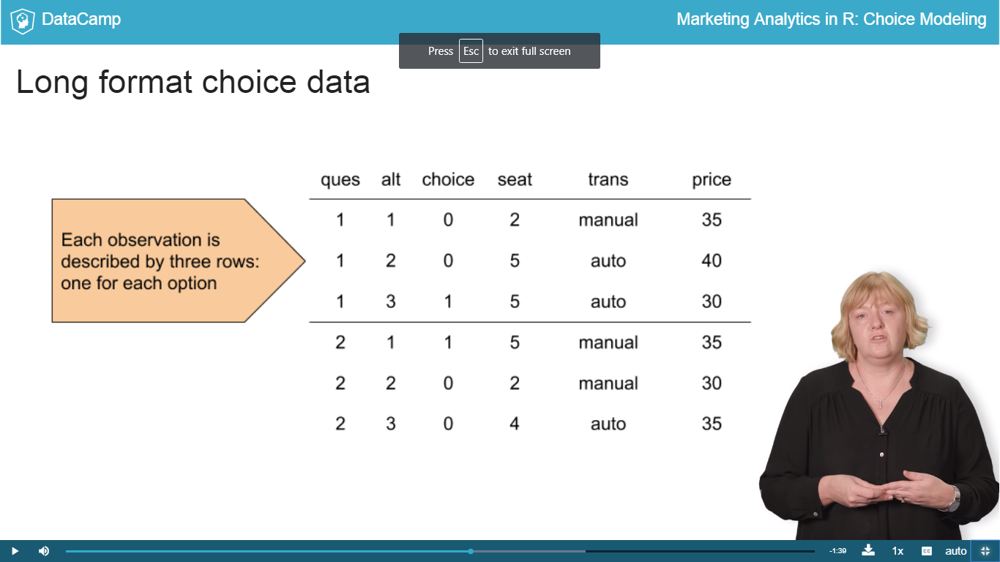 DataCamp
Marketing Analytics in R: Choice Modeling
Press Esc to exit full screen
Long format choice data
ques alt choice seat trans price
Each observation is
described by three rows:
one for each option
1 1 0 2 manual 35
1 2 0 5 auto 40
1 3 1 5 auto 30
2 1 1 5 manual 35
2 2 0 2 manual 30
2 3 0 4 auto 35
-1:39 1x CC auto